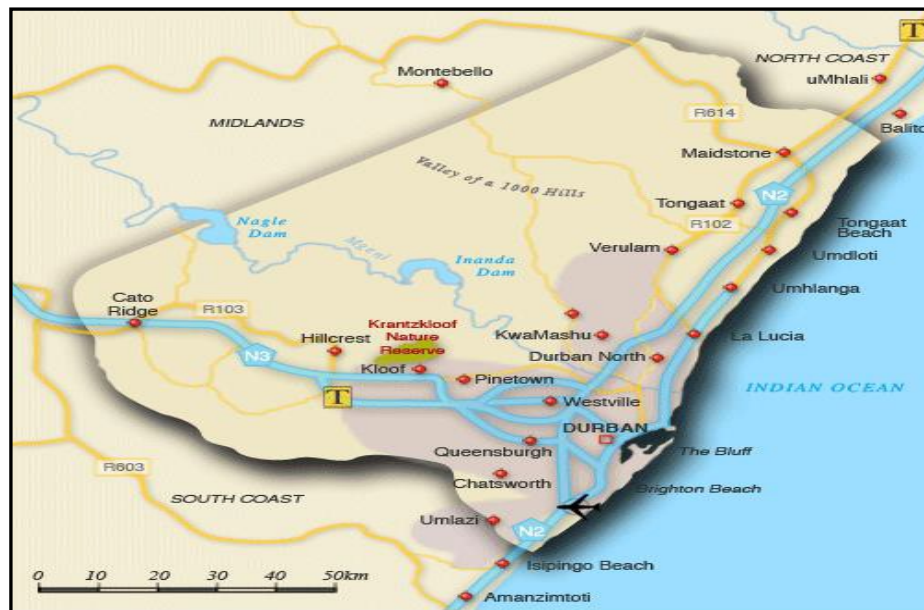 T
NORTH COAST
uMhlali
Montebello
R614
Balito
MIDLANDS
Maidstone
Valley of a 1000 Hills
N2
Tongaat
Nagle
Dam
R102
Tongaat
Beach
Mgeni
Verulam
Umdloti
Inanda
Dam
Umhlanga
Cato
Ridge
R103
Krantzkloof
Nature
Reserve
Hillcrest
KwaMashu
La Lucia
N3
Kloof
Durban North
Pinetown
INDIAN OCEAN
T
Westville
DURBAN
Queensburgh
The Bluff
R603
Chatsworth
Brighton Beach
SOUTH COAST
Umlazi
N2
Isipingo Beach
0 10 20 30 40 50km
Amanzimtoti